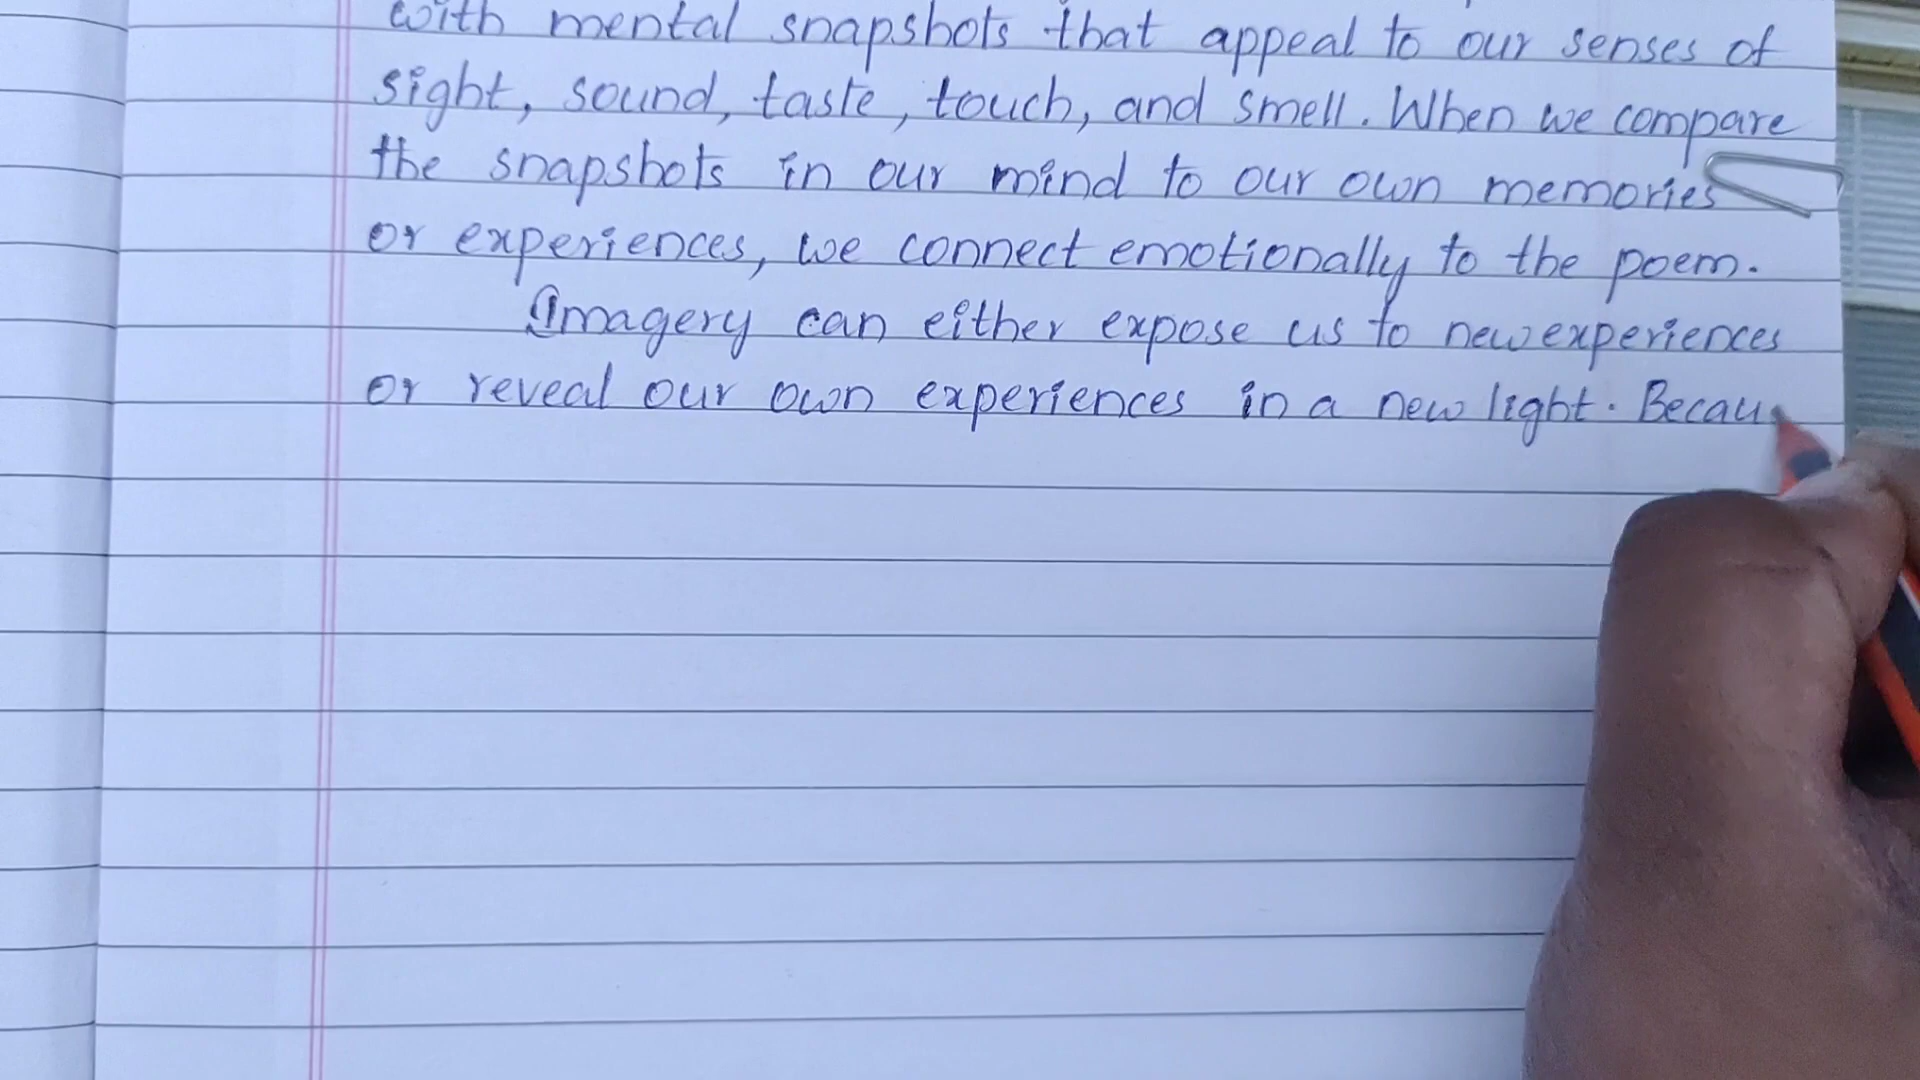 with mental snapshots that appeal to our senses of
sight, sound, taste, touch, and smell. When we compare
the snapshots in our mind to our own memories
or experiences, we connect emotionally to the poem.
Imagery can either expose us to new experiences
or reveal our own experiences in a new light. Becau